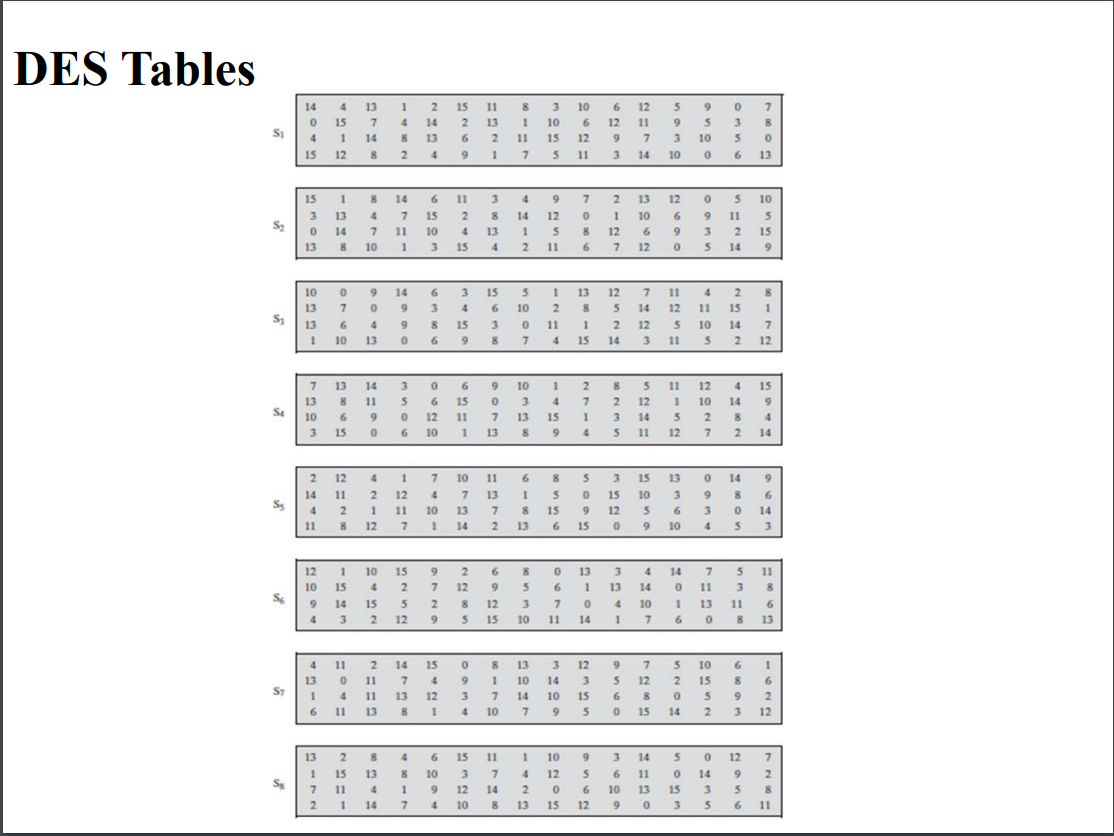 DES Tables
S1
14 4 13 1 2 15 11 8 3 10 6 12 5 9 0 7
0 15 7 4 14 2 13 1 10 6 12 11 9 5 3 8
4 1 14 8 13 6 2 11 15 12 9 7 3 10 5 0
15 12 8 2 4 9 1 7 5 11 3 14 10 0 6 13
S2
15 1 8 14 6 11 3 4 9 7 2 13 12 0 5 10
3 13 4 7 15 2 8 14 12 0 1 10 6 9 11 5
0 14 7 11 10 4 13 1 5 8 12 6 9 3 2 15
13 8 10 1 3 15 4 2 11 6 7 12 0 5 14 9
S3
10 0 9 14 6 3 15 5 1 13 12 7 11 4 2 8
13 7 0 9 3 4 6 10 2 8 5 14 12 11 15 1
13 6 4 9 8 15 3 0 11 1 2 12 5 10 14 7
1 10 13 0 6 9 8 7 4 15 14 3 11 5 2 12
S4
7 13 14 3 0 6 9 10 1 2 8 5 11 12 4 15
13 8 11 5 6 15 0 3 4 7 2 12 1 10 14 9
10 6 9 0 12 11 7 13 15 1 3 14 5 2 8 4
3 15 0 6 10 1 13 8 9 4 5 11 12 7 2 14
S5
2 12 4 1 7 10 11 6 8 5 3 15 13 0 14 9
14 11 2 12 4 7 13 1 5 0 15 10 3 9 8 6
4 2 1 11 10 13 7 8 15 9 12 5 6 3 0 14
11 8 12 7 1 14 2 13 6 15 0 9 10 4 5 3
S6
12 1 10 15 9 2 6 8 0 13 3 4 14 7 5 11
10 15 4 2 7 12 9 5 6 1 13 14 0 11 3 8
9 14 15 5 2 8 12 3 7 0 4 10 1 13 11 6
4 3 2 12 9 5 15 10 11 14 1 7 6 0 8 13
S7
4 11 2 14 15 0 8 13 3 12 9 7 5 10 6 1
13 0 11 7 4 9 1 10 14 3 5 12 2 15 8 6
1 4 11 13 12 3 7 14 10 15 6 8 0 5 9 2
6 11 13 8 1 4 10 7 9 5 0 15 14 2 3 12
S8
13 2 8 4 6 15 11 1 10 9 3 14 5 0 12 7
1 15 13 8 10 3 7 4 12 5 6 11 0 14 9 2
7 11 4 1 9 12 14 2 0 6 10 13 15 3 5 8
2 1 14 7 4 10 8 13 15 12 9 0 3 5 6 11